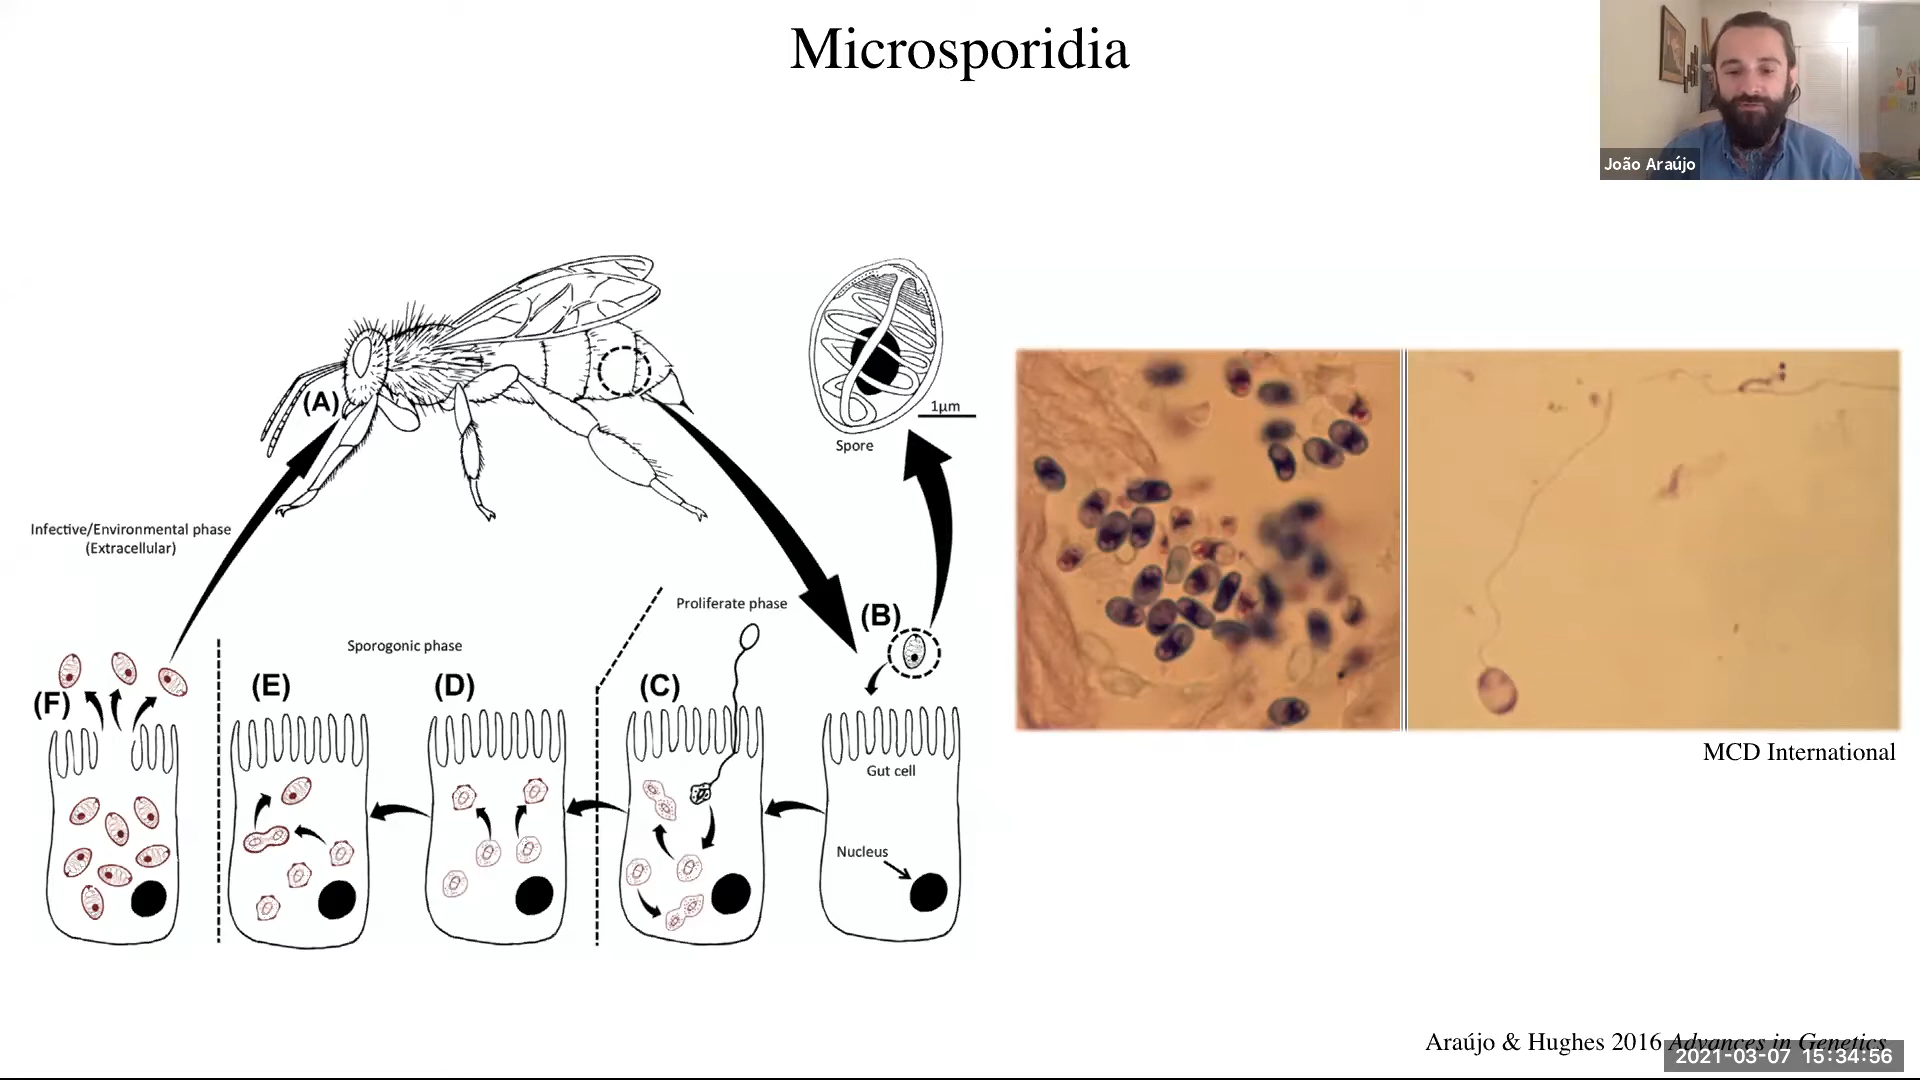 Microsporidia
João Araújo
(A)
1µm
Spore
Infective/Environmental phase
(Extracellular)
Proliferate phase
(B)
Sporogonic phase
(F)
(E)
(D)
(C)
Gut cell
Nucleus
MCD International
Araújo & Hughes 2016 Advances in Genetics
2021-03-07 15:34:56